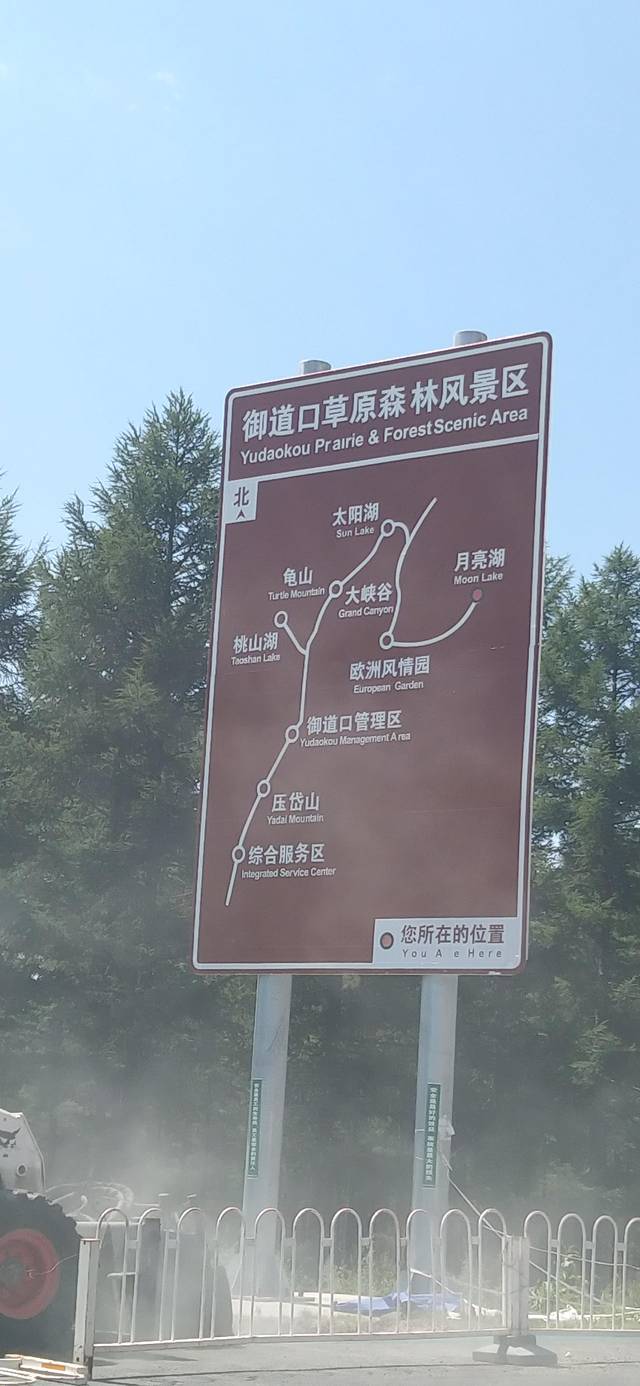 御道口草原森林风景区
Yudaokou Prairie & Forest Scenic Area
北
太阳湖
Sun Lake
月亮湖
Moon Lake
龟山
Turtle Mountain
大峡谷
Grand Canyon
桃山湖
Taoshan Lake
欧洲风情园
European Garden
御道口管理区
Yudaokou Management Area
压岱山
Yadai Mountain
综合服务区
Integrated Service Center
您所在的位置
You A e Here